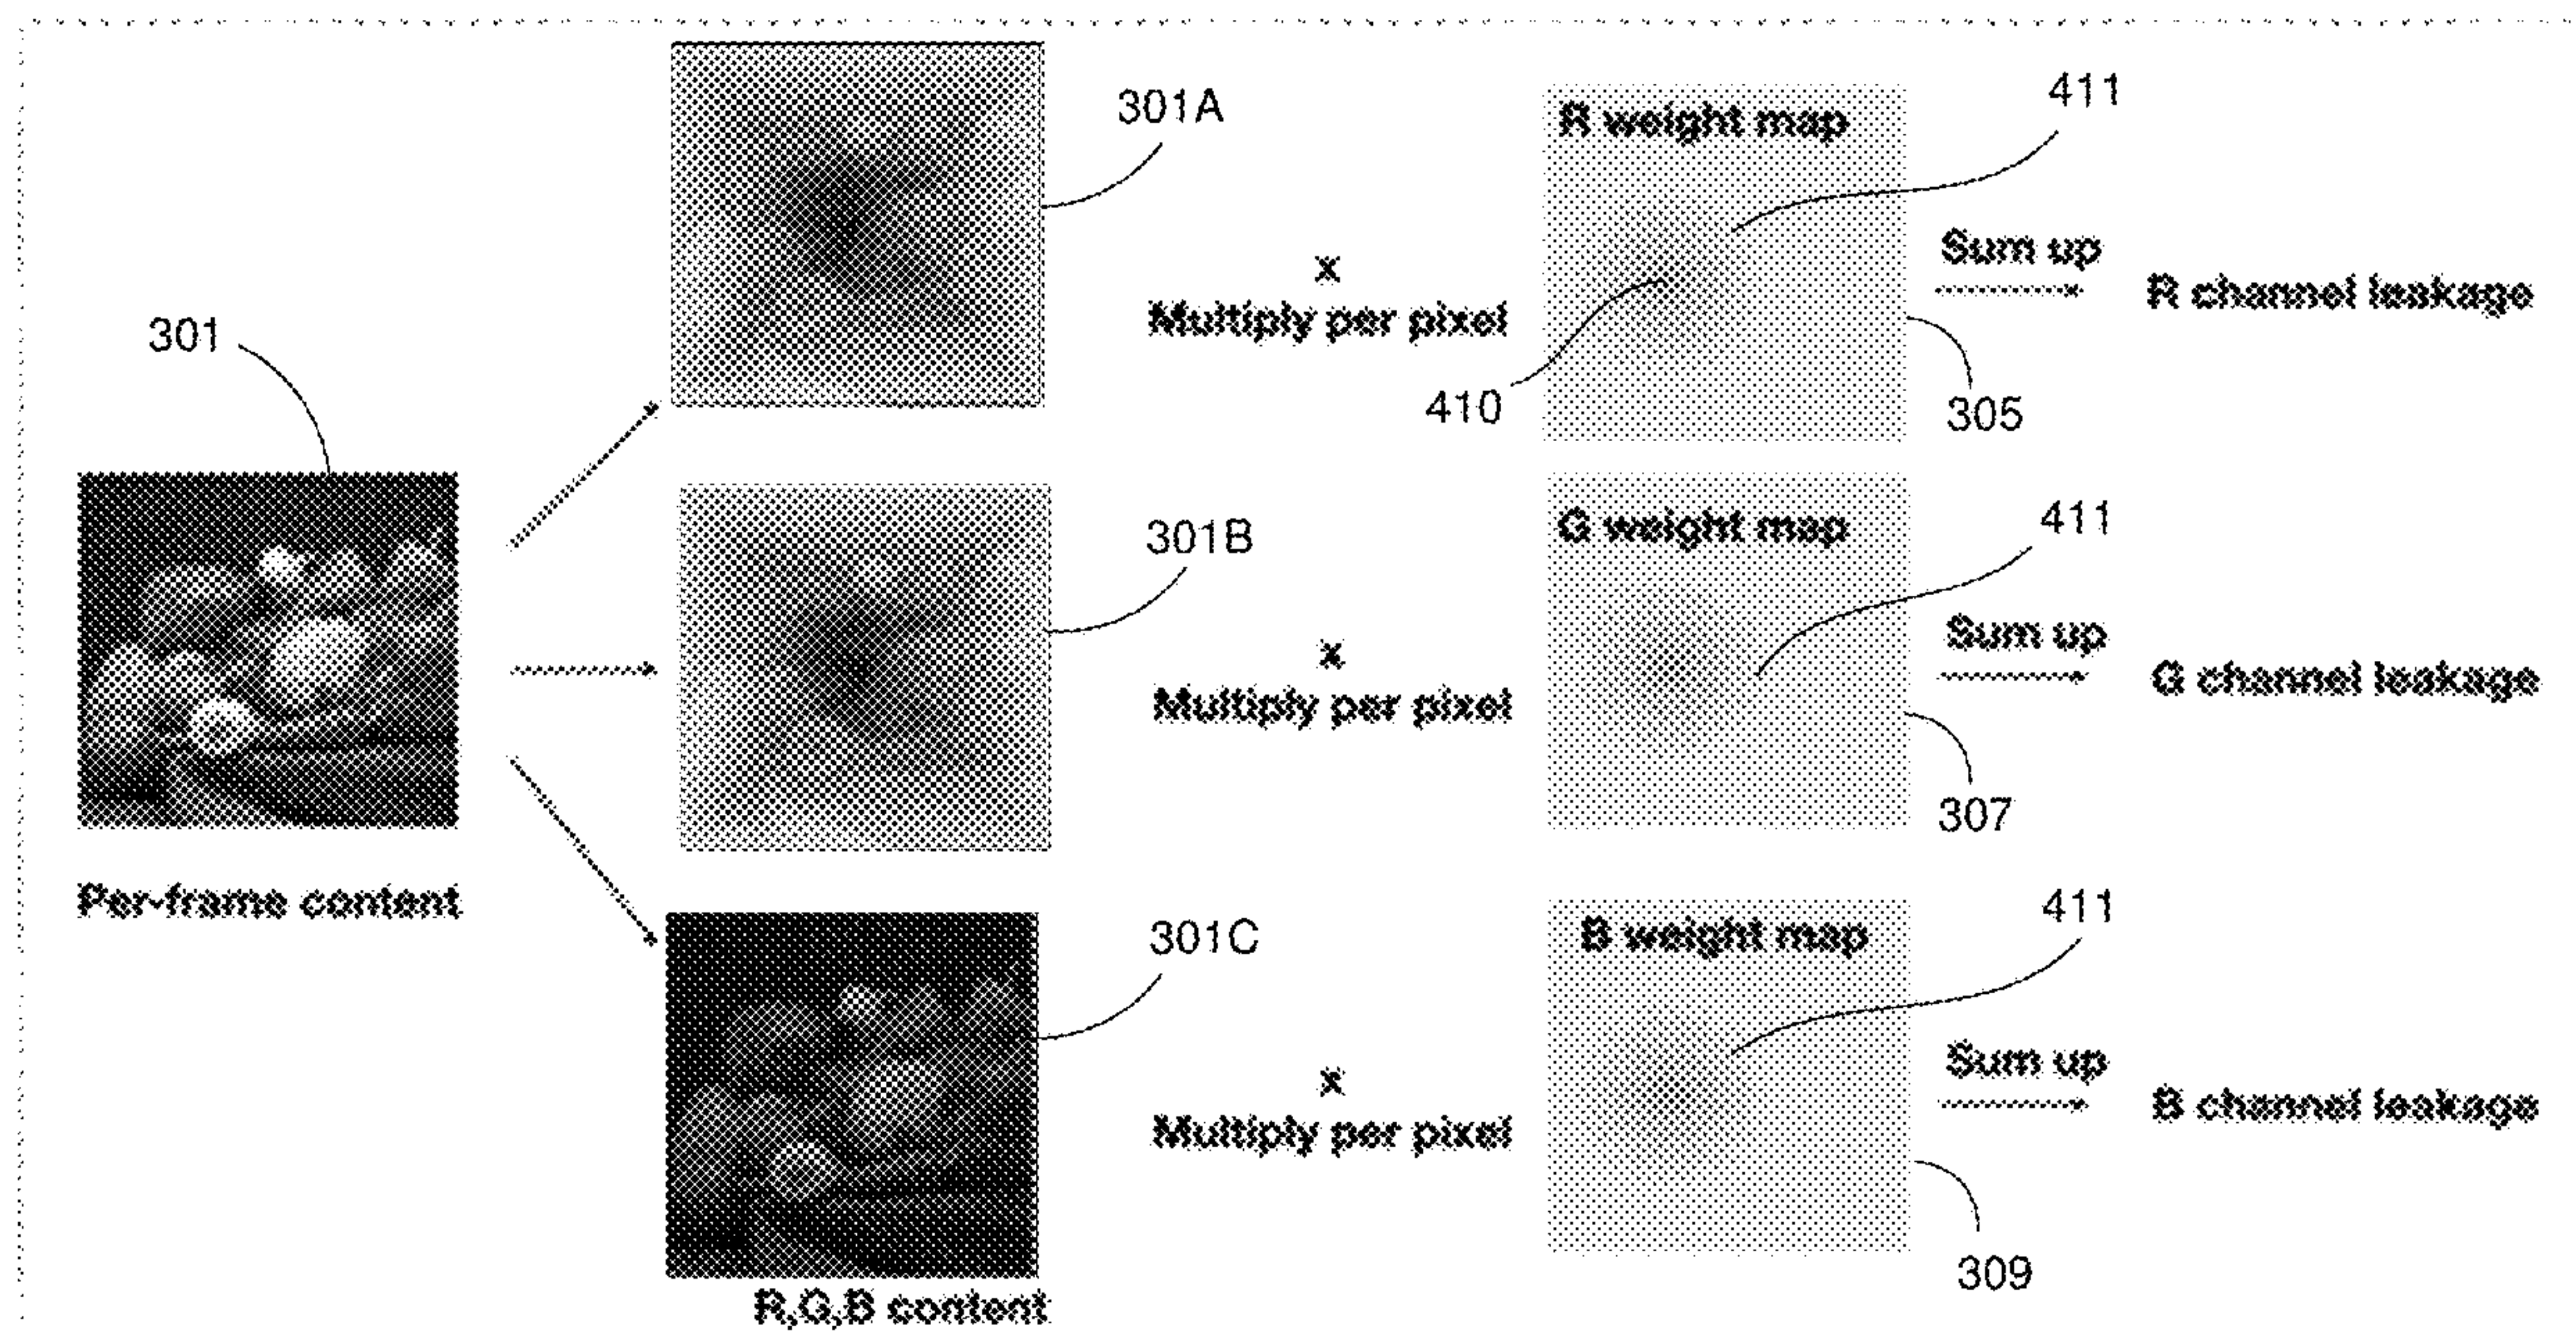 301
Per-frame content
301A
301B
301C
R,G,B content
x
Multiply per pixel
x
Multiply per pixel
x
Multiply per pixel
R weight map
411
410
305
G weight map
411
307
B weight map
411
309
Sum up
R channel leakage
Sum up
G channel leakage
Sum up
B channel leakage